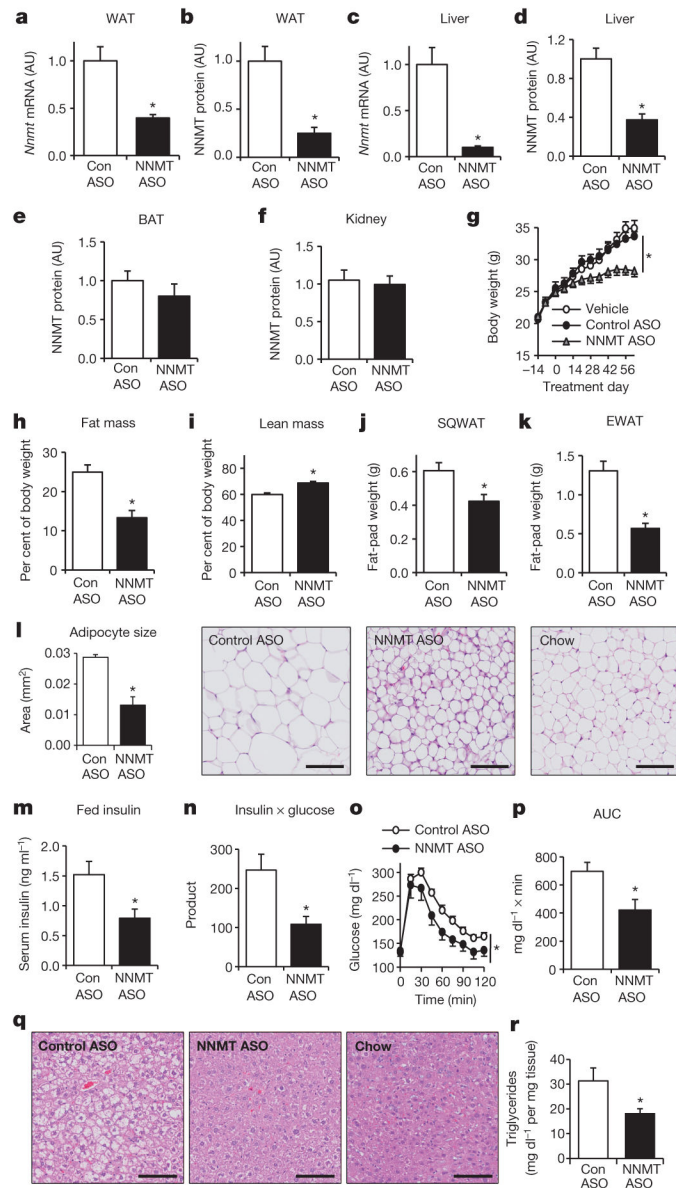 a
WAT
Nnmt mRNA (AU)
1.0
0.5
0.0
*
Con
ASO
NNMT
ASO
b
WAT
NNMT protein (AU)
1.0
0.5
0.0
*
Con
ASO
NNMT
ASO
c
Liver
Nnmt mRNA (AU)
1.0
0.5
0.0
*
Con
ASO
NNMT
ASO
d
Liver
NNMT protein (AU)
1.2
0.8
0.4
0
*
Con
ASO
NNMT
ASO
e
BAT
NNMT protein (AU)
1.5
1.0
0.5
0.0
Con
ASO
NNMT
ASO
f
Kidney
NNMT protein (AU)
1.5
1.0
0.5
0.0
Con
ASO
NNMT
ASO
g
Body weight (g)
35
30
25
20
15
*
Vehicle
Control ASO
NNMT ASO
−14 0 14 28 42 56
Treatment day
h
Fat mass
Per cent of body weight
30
20
10
0
*
Con
ASO
NNMT
ASO
i
Lean mass
Per cent of body weight
80
60
40
20
0
*
Con
ASO
NNMT
ASO
j
SQWAT
Fat-pad weight (g)
0.6
0.4
0.2
0.0
*
Con
ASO
NNMT
ASO
k
EWAT
Fat-pad weight (g)
1.5
1.0
0.5
0.0
*
Con
ASO
NNMT
ASO
l
Adipocyte size
Area (mm²)
0.03
0.02
0.01
0.00
*
Con
ASO
NNMT
ASO
Control ASO
NNMT ASO
Chow
m
Fed insulin
Serum insulin (ng ml⁻¹)
2.0
1.5
1.0
0.5
0.0
*
Con
ASO
NNMT
ASO
n
Insulin × glucose
Product
300
200
100
0
*
Con
ASO
NNMT
ASO
o
Control ASO
NNMT ASO
Glucose (mg dl⁻¹)
300
250
200
150
100
*
0 30 60 90 120
Time (min)
p
AUC
mg dl⁻¹ × min
800
600
400
200
0
*
Con
ASO
NNMT
ASO
q
Control ASO
NNMT ASO
Chow
r
Triglycerides
(mg dl⁻¹ per mg tissue)
40
30
20
10
0
*
Con
ASO
NNMT
ASO